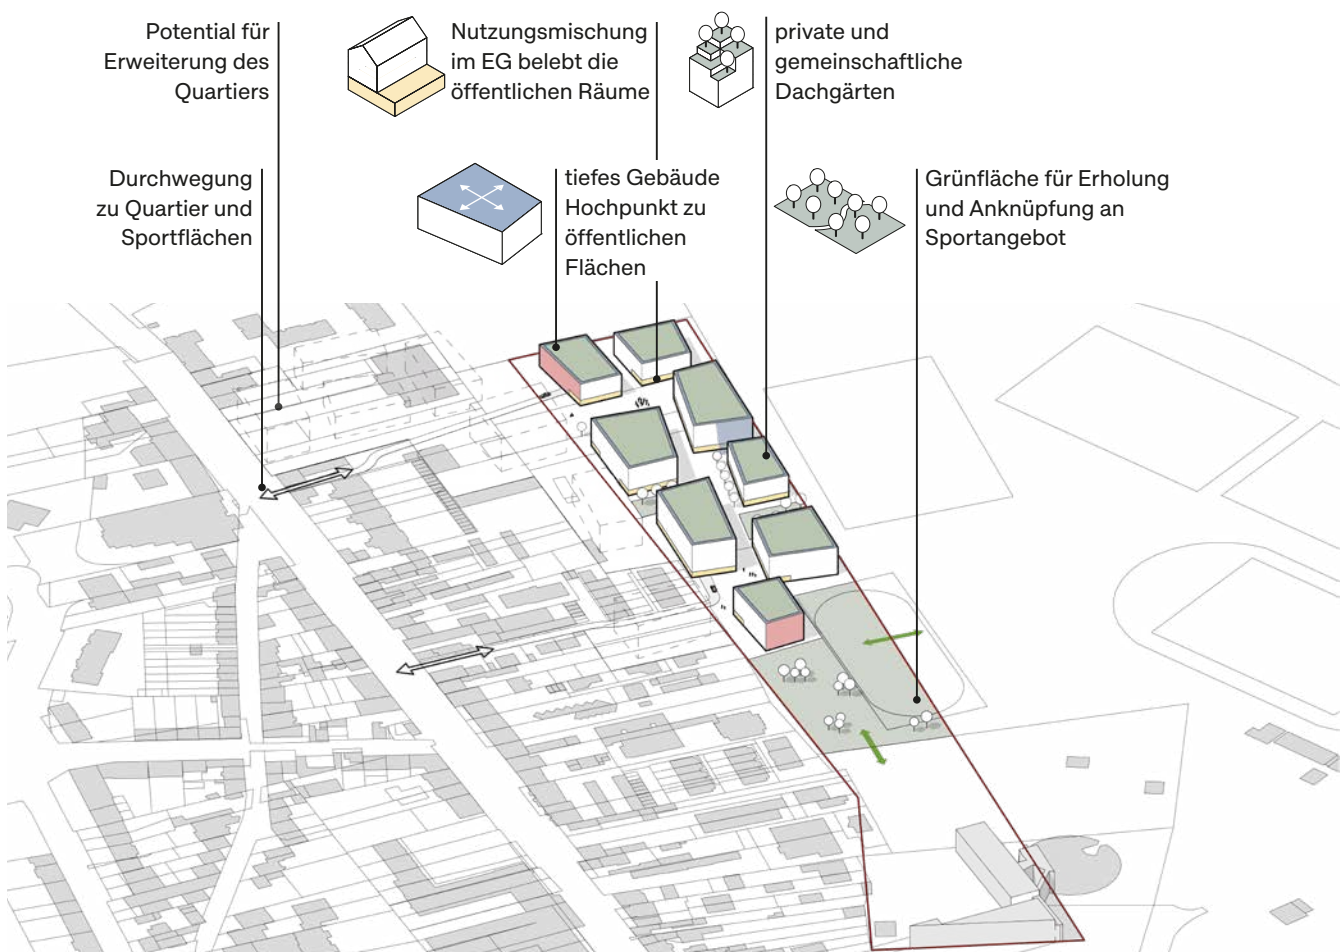 Potential für
Erweiterung des
Quartiers
Nutzungsmischung
im EG belebt die
öffentlichen Räume
private und
gemeinschaftliche
Dachgärten
Durchwegung
zu Quartier und
Sportflächen
tiefes Gebäude
Hochpunkt zu
öffentlichen
Flächen
Grünfläche für Erholung
und Anknüpfung an
Sportangebot